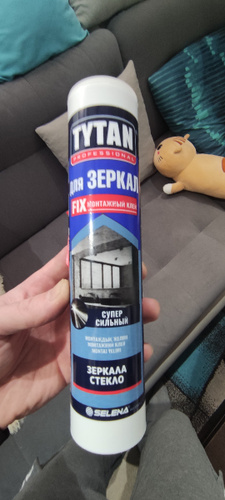 TYTAN
PROFESSIONAL
ДЛЯ ЗЕРКАЛ
FIX МОНТАЖНЫЙ КЛЕЙ
СУПЕР
СИЛЬНЫЙ
ЗЕРКАЛА
СТЕКЛО
SELENA